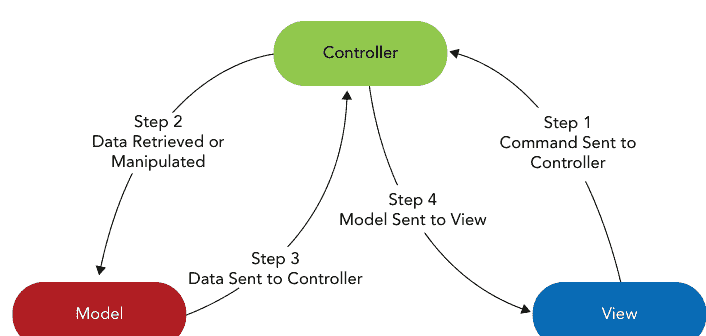 Controller
Step 2
Data Retrieved or
Manipulated
Step 1
Command Sent to
Controller
Step 4
Model Sent to View
Step 3
Data Sent to Controller
Model
View